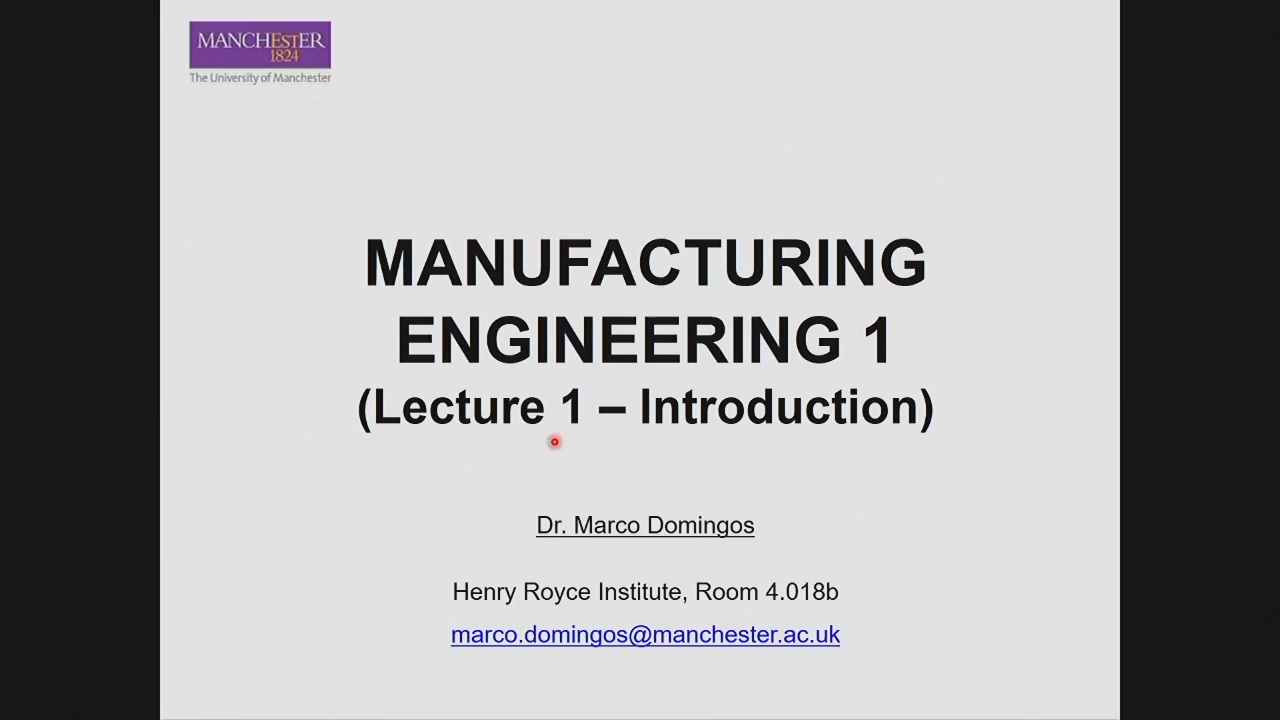 MANCHESTER
1824
The University of Manchester
MANUFACTURING
ENGINEERING 1
(Lecture 1 – Introduction)
Dr. Marco Domingos
Henry Royce Institute, Room 4.018b
marco.domingos@manchester.ac.uk